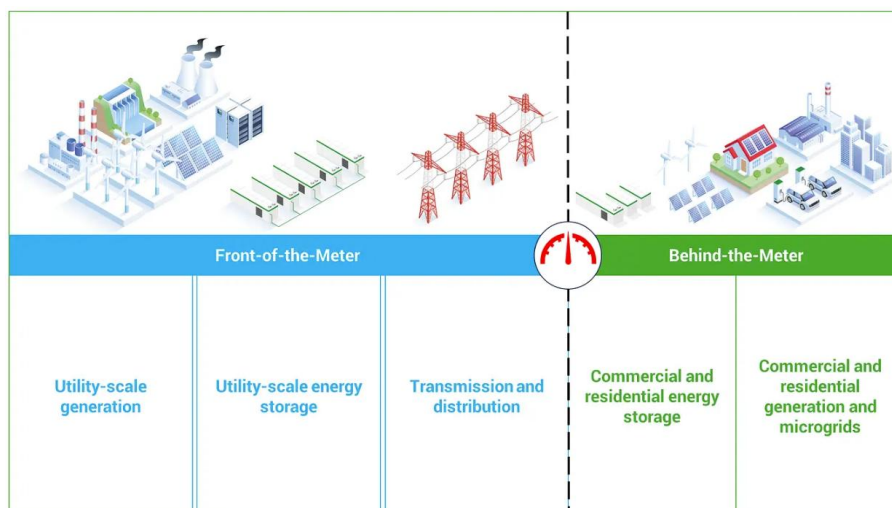 Front-of-the-Meter
Behind-the-Meter
Utility-scale
generation
Utility-scale energy
storage
Transmission and
distribution
Commercial and
residential energy
storage
Commercial and
residential
generation and
microgrids